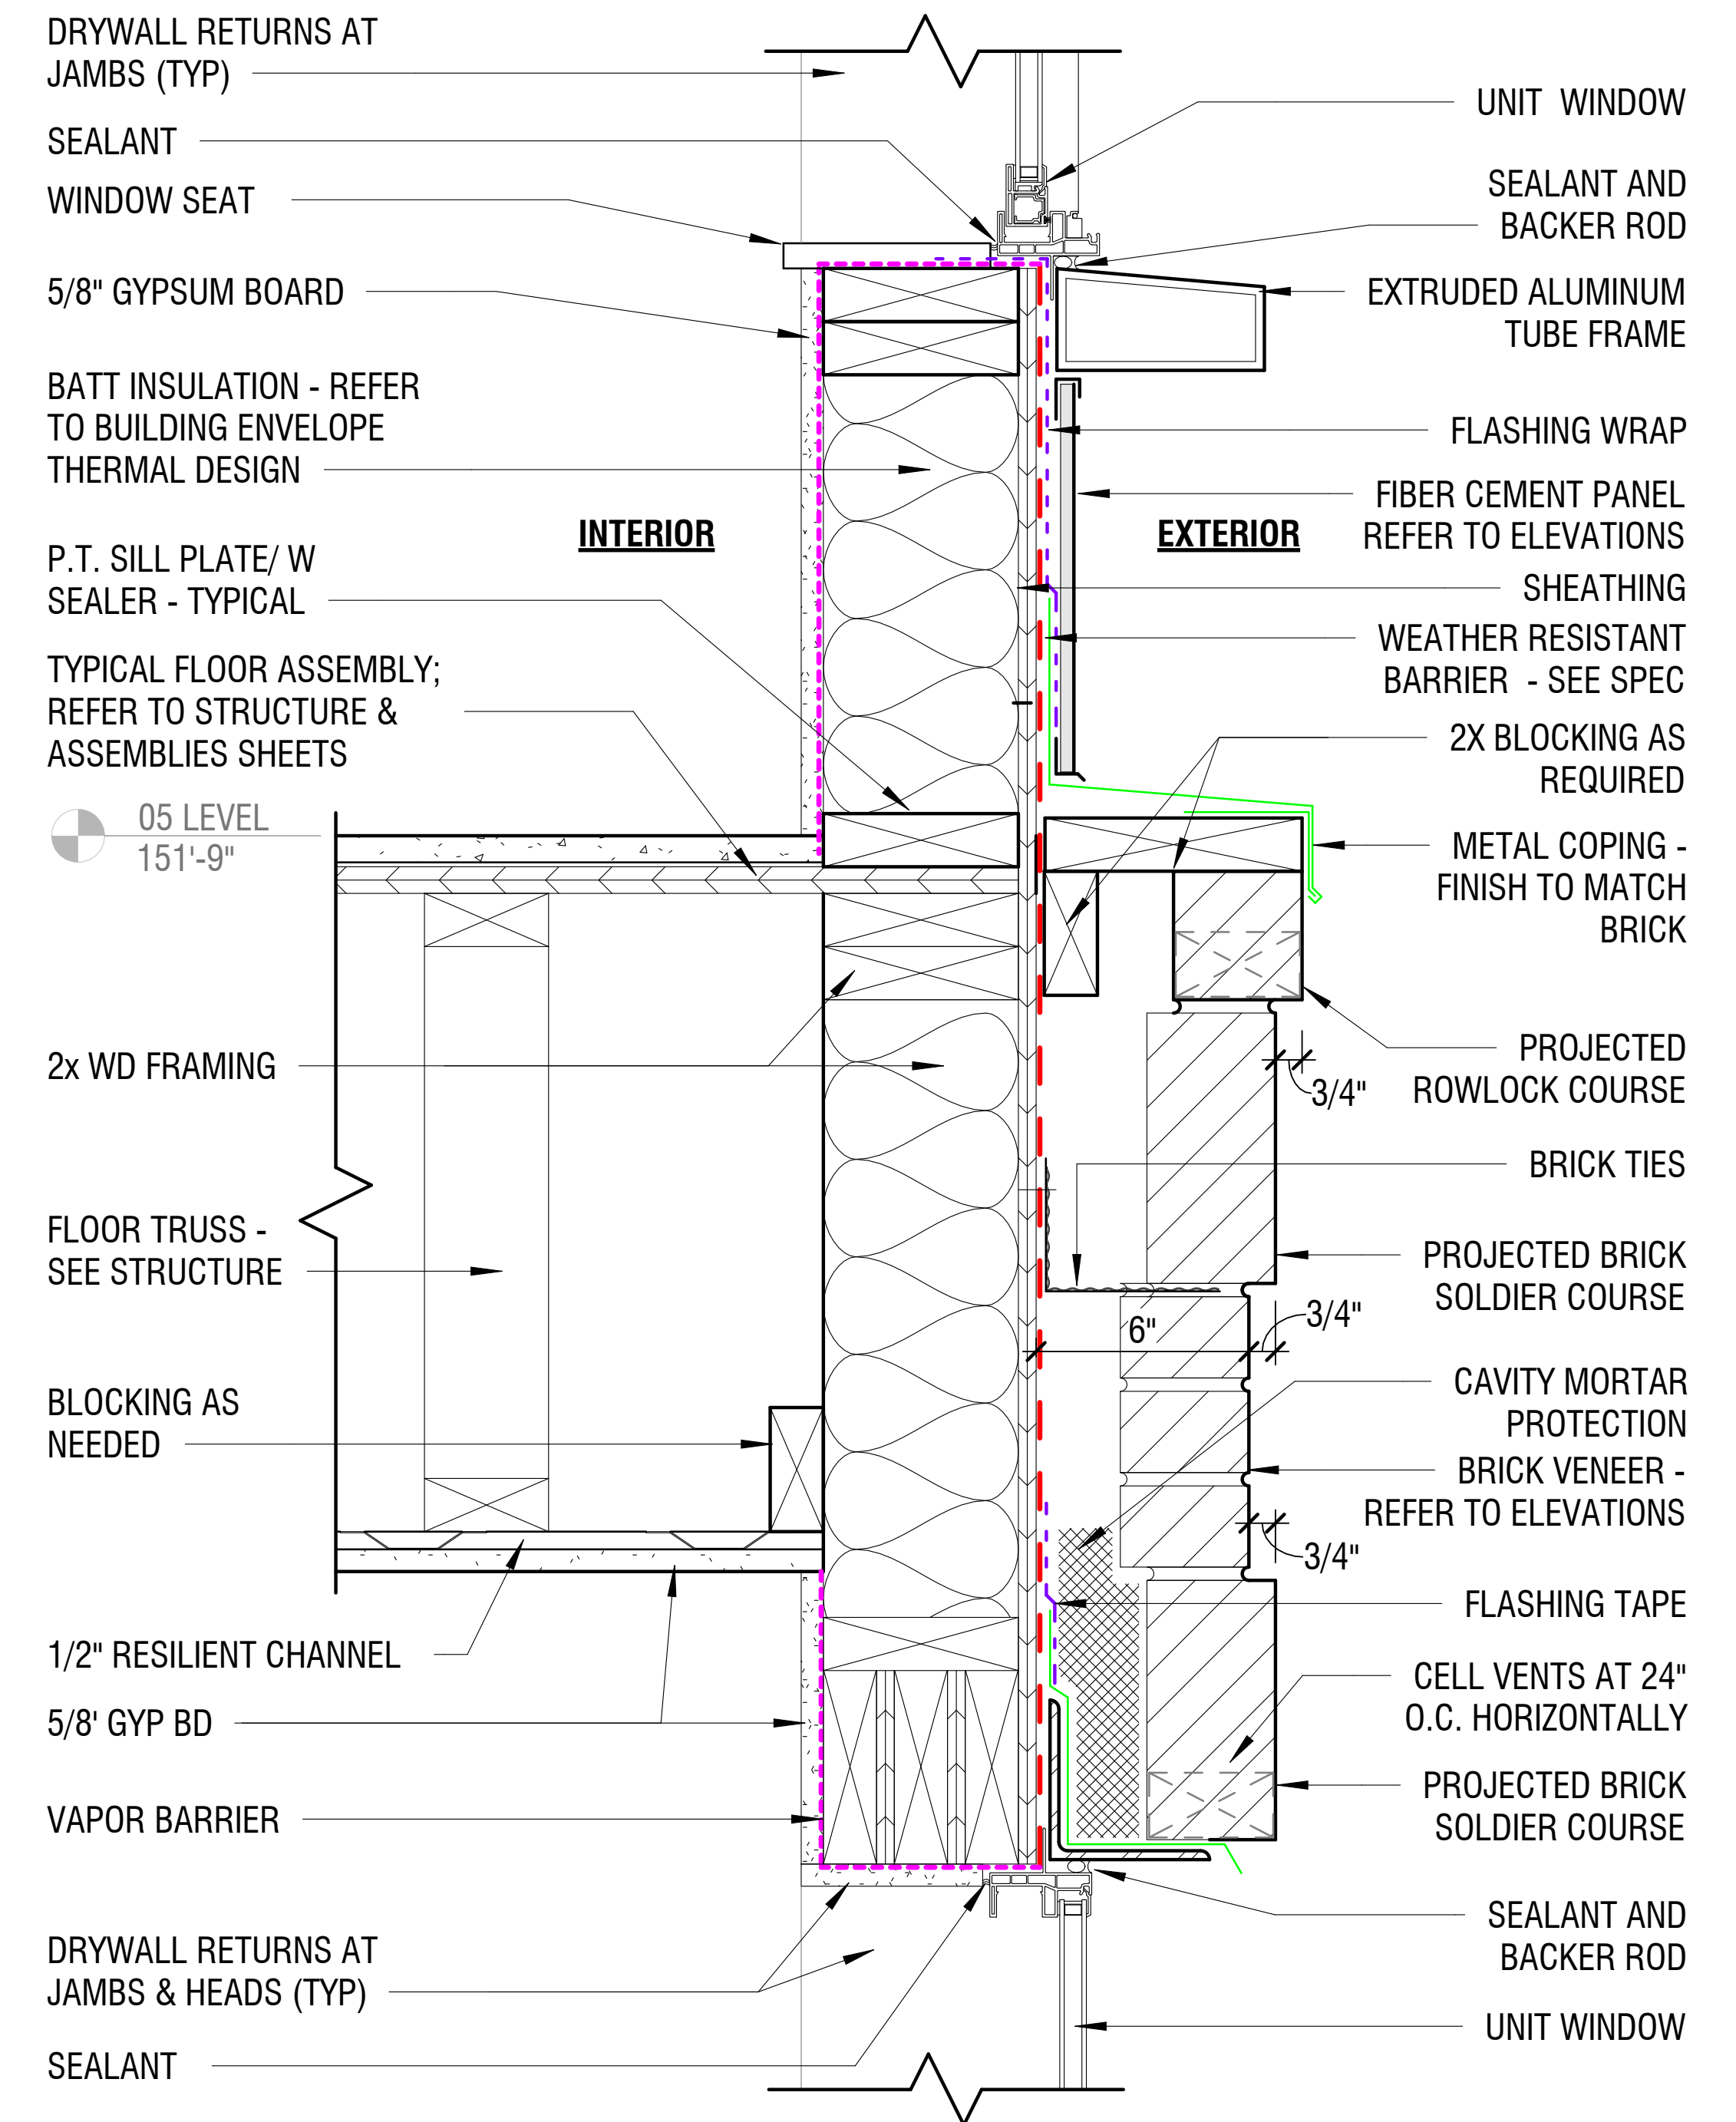 DRYWALL RETURNS AT
JAMBS (TYP)
SEALANT
WINDOW SEAT
5/8" GYPSUM BOARD
BATT INSULATION - REFER
TO BUILDING ENVELOPE
THERMAL DESIGN
INTERIOR
P.T. SILL PLATE/ W
SEALER - TYPICAL
TYPICAL FLOOR ASSEMBLY;
REFER TO STRUCTURE &
ASSEMBLIES SHEETS
05 LEVEL
151'-9"
2x WD FRAMING
FLOOR TRUSS -
SEE STRUCTURE
BLOCKING AS
NEEDED
1/2" RESILIENT CHANNEL
5/8' GYP BD
VAPOR BARRIER
DRYWALL RETURNS AT
JAMBS & HEADS (TYP)
SEALANT
UNIT WINDOW
SEALANT AND
BACKER ROD
EXTRUDED ALUMINUM
TUBE FRAME
FLASHING WRAP
FIBER CEMENT PANEL
REFER TO ELEVATIONS
EXTERIOR
SHEATHING
WEATHER RESISTANT
BARRIER - SEE SPEC
2X BLOCKING AS
REQUIRED
METAL COPING -
FINISH TO MATCH
BRICK
PROJECTED
ROWLOCK COURSE
3/4"
BRICK TIES
PROJECTED BRICK
SOLDIER COURSE
3/4"
6"
CAVITY MORTAR
PROTECTION
BRICK VENEER -
REFER TO ELEVATIONS
3/4"
FLASHING TAPE
CELL VENTS AT 24"
O.C. HORIZONTALLY
PROJECTED BRICK
SOLDIER COURSE
SEALANT AND
BACKER ROD
UNIT WINDOW